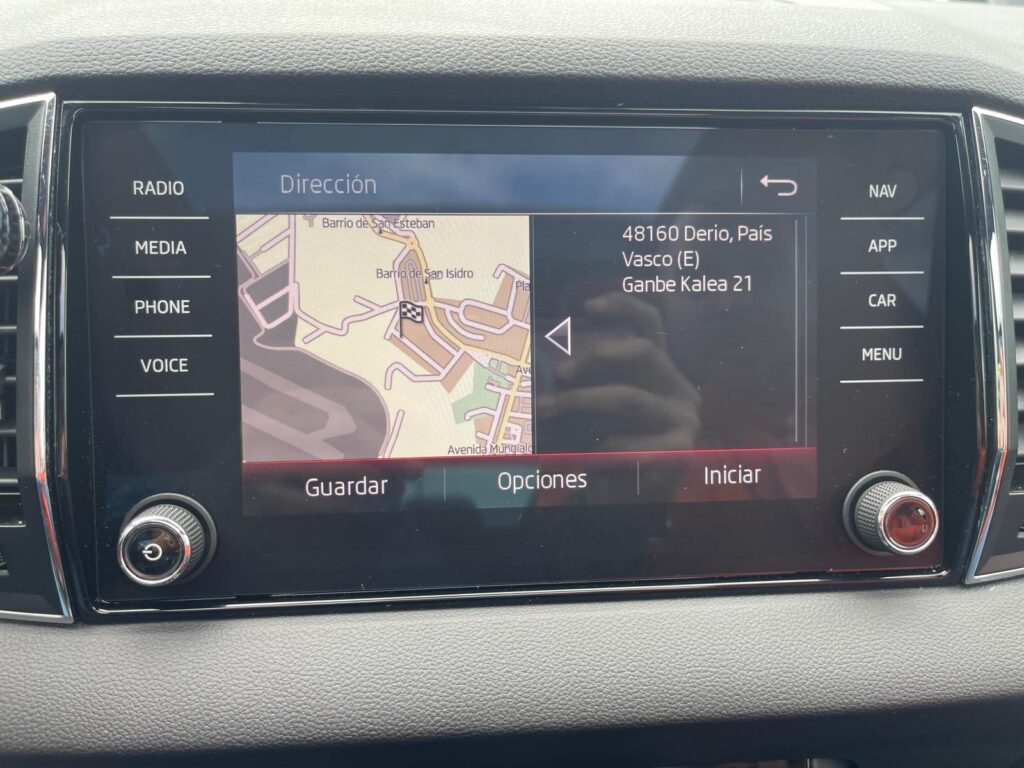 RADIO
MEDIA
PHONE
VOICE
Dirección
Barrio de San Esteban
Barrio de San Isidro
48160 Derio, País
Vasco (E)
Ganbe Kalea 21
Guardar
Opciones
Iniciar
NAV
APP
CAR
MENU
Avenida